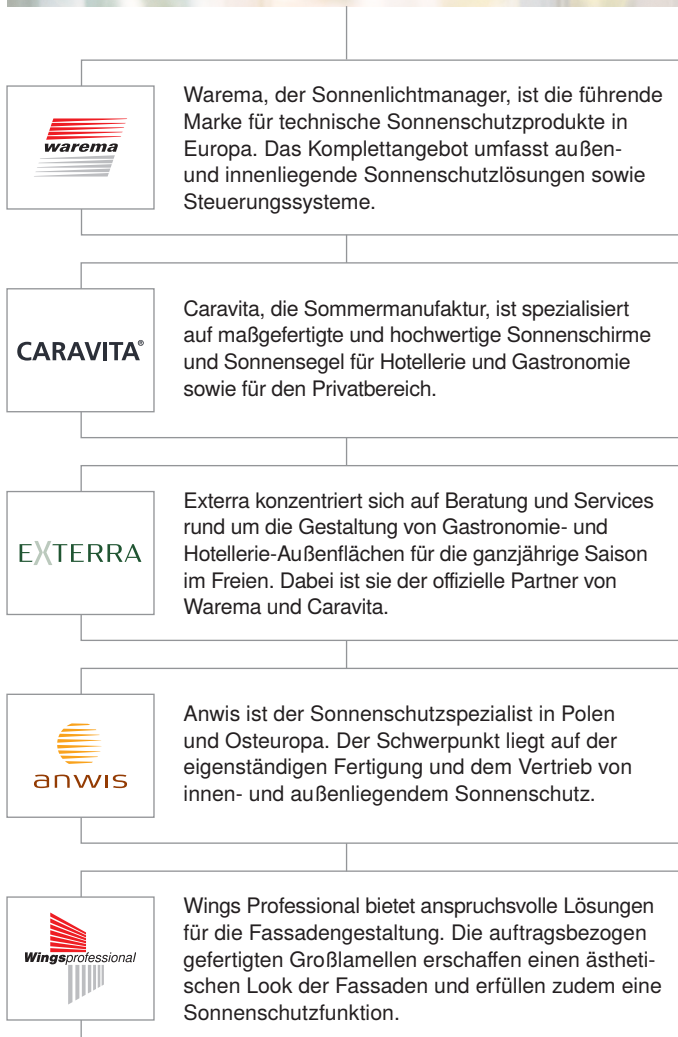 warema
Warema, der Sonnenlichtmanager, ist die führende
Marke für technische Sonnenschutzprodukte in
Europa. Das Komplettangebot umfasst außen-
und innenliegende Sonnenschutzlösungen sowie
Steuerungssysteme.
CARAVITA®
Caravita, die Sommermanufaktur, ist spezialisiert
auf maßgefertigte und hochwertige Sonnenschirme
und Sonnensegel für Hotellerie und Gastronomie
sowie für den Privatbereich.
EXTERRA
Exterra konzentriert sich auf Beratung und Services
rund um die Gestaltung von Gastronomie- und
Hotellerie-Außenflächen für die ganzjährige Saison
im Freien. Dabei ist sie der offizielle Partner von
Warema und Caravita.
anwis
Anwis ist der Sonnenschutzspezialist in Polen
und Osteuropa. Der Schwerpunkt liegt auf der
eigenständigen Fertigung und dem Vertrieb von
innen- und außenliegendem Sonnenschutz.
Wingsprofessional
Wings Professional bietet anspruchsvolle Lösungen
für die Fassadengestaltung. Die auftragsbezogen
gefertigten Großlamellen erschaffen einen ästheti-
schen Look der Fassaden und erfüllen zudem eine
Sonnenschutzfunktion.